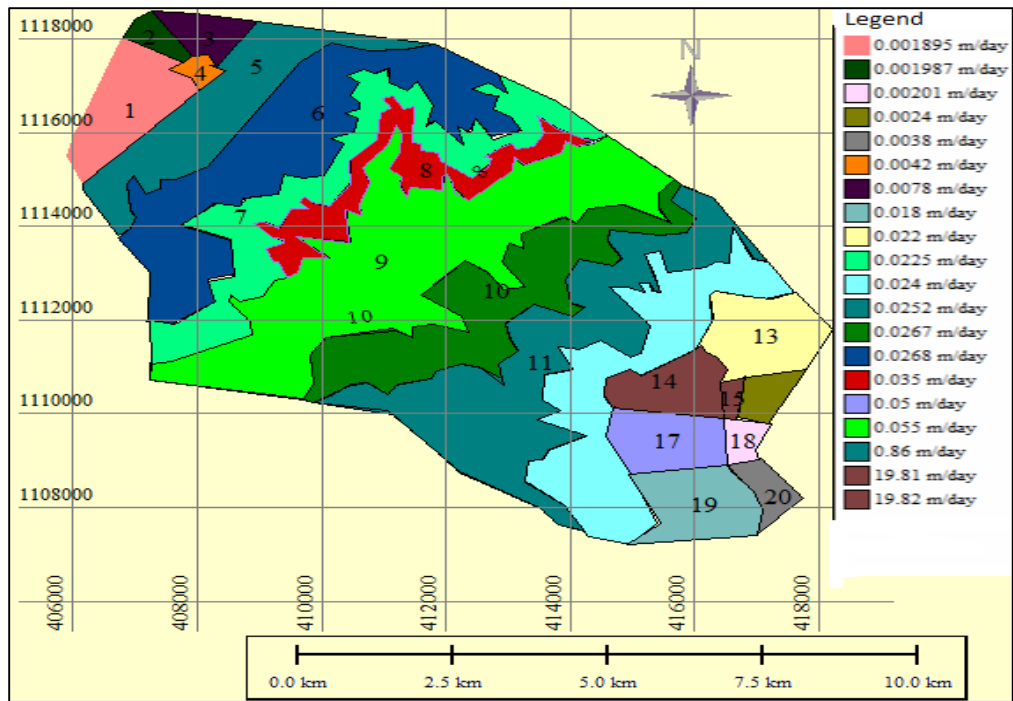 Legend
0.001895 m/day
0.001987 m/day
0.00201 m/day
0.0024 m/day
0.0038 m/day
0.0042 m/day
0.0078 m/day
0.018 m/day
0.022 m/day
0.0225 m/day
0.024 m/day
0.0252 m/day
0.0267 m/day
0.0268 m/day
0.035 m/day
0.05 m/day
0.055 m/day
0.86 m/day
19.81 m/day
19.82 m/day
N
1118000
1116000
1114000
1112000
1110000
1108000
2
3
4
5
1
6
8
8
7
9
10
10
11
13
14
15
17
18
19
20
406000
408000
410000
412000
414000
416000
418000
0.0 km
2.5 km
5.0 km
7.5 km
10.0 km